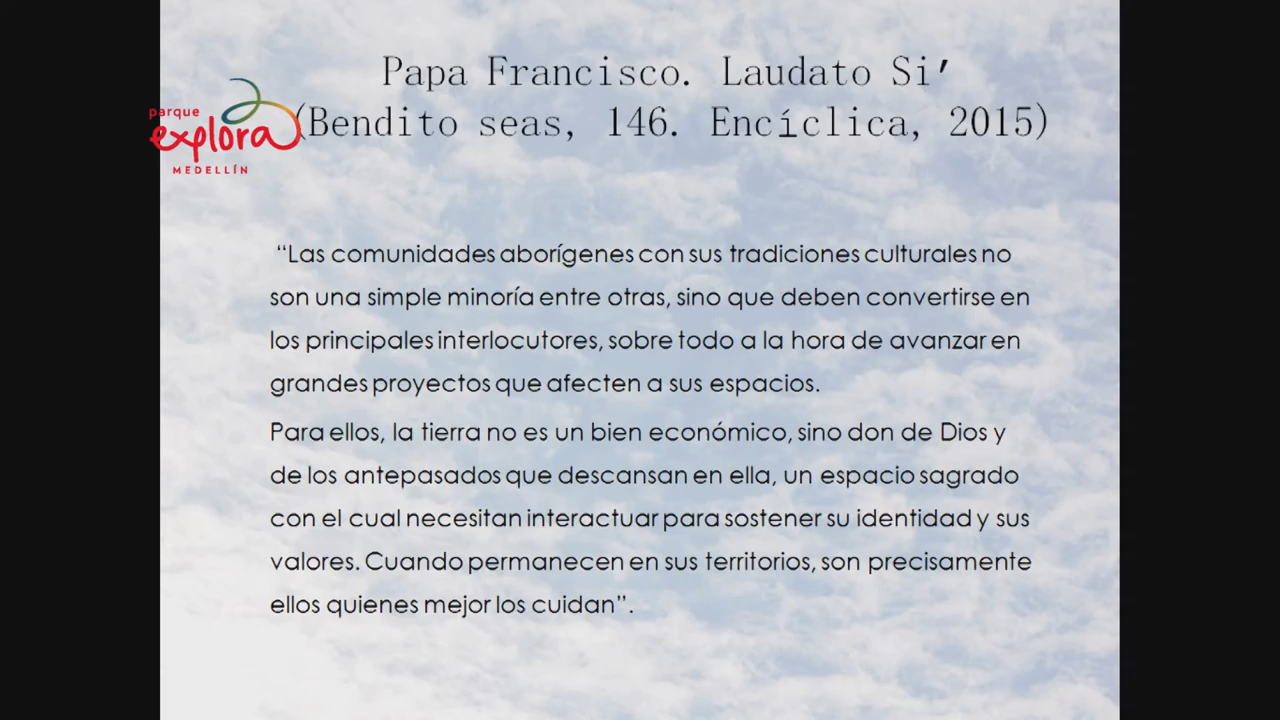 Papa Francisco. Laudato Si’
(Bendito seas, 146. Encíclica, 2015)
parque
explora
MEDELLÍN
“Las comunidades aborígenes con sus tradiciones culturales no
son una simple minoría entre otras, sino que deben convertirse en
los principales interlocutores, sobre todo a la hora de avanzar en
grandes proyectos que afecten a sus espacios.
Para ellos, la tierra no es un bien económico, sino don de Dios y
de los antepasados que descansan en ella, un espacio sagrado
con el cual necesitan interactuar para sostener su identidad y sus
valores. Cuando permanecen en sus territorios, son precisamente
ellos quienes mejor los cuidan”.